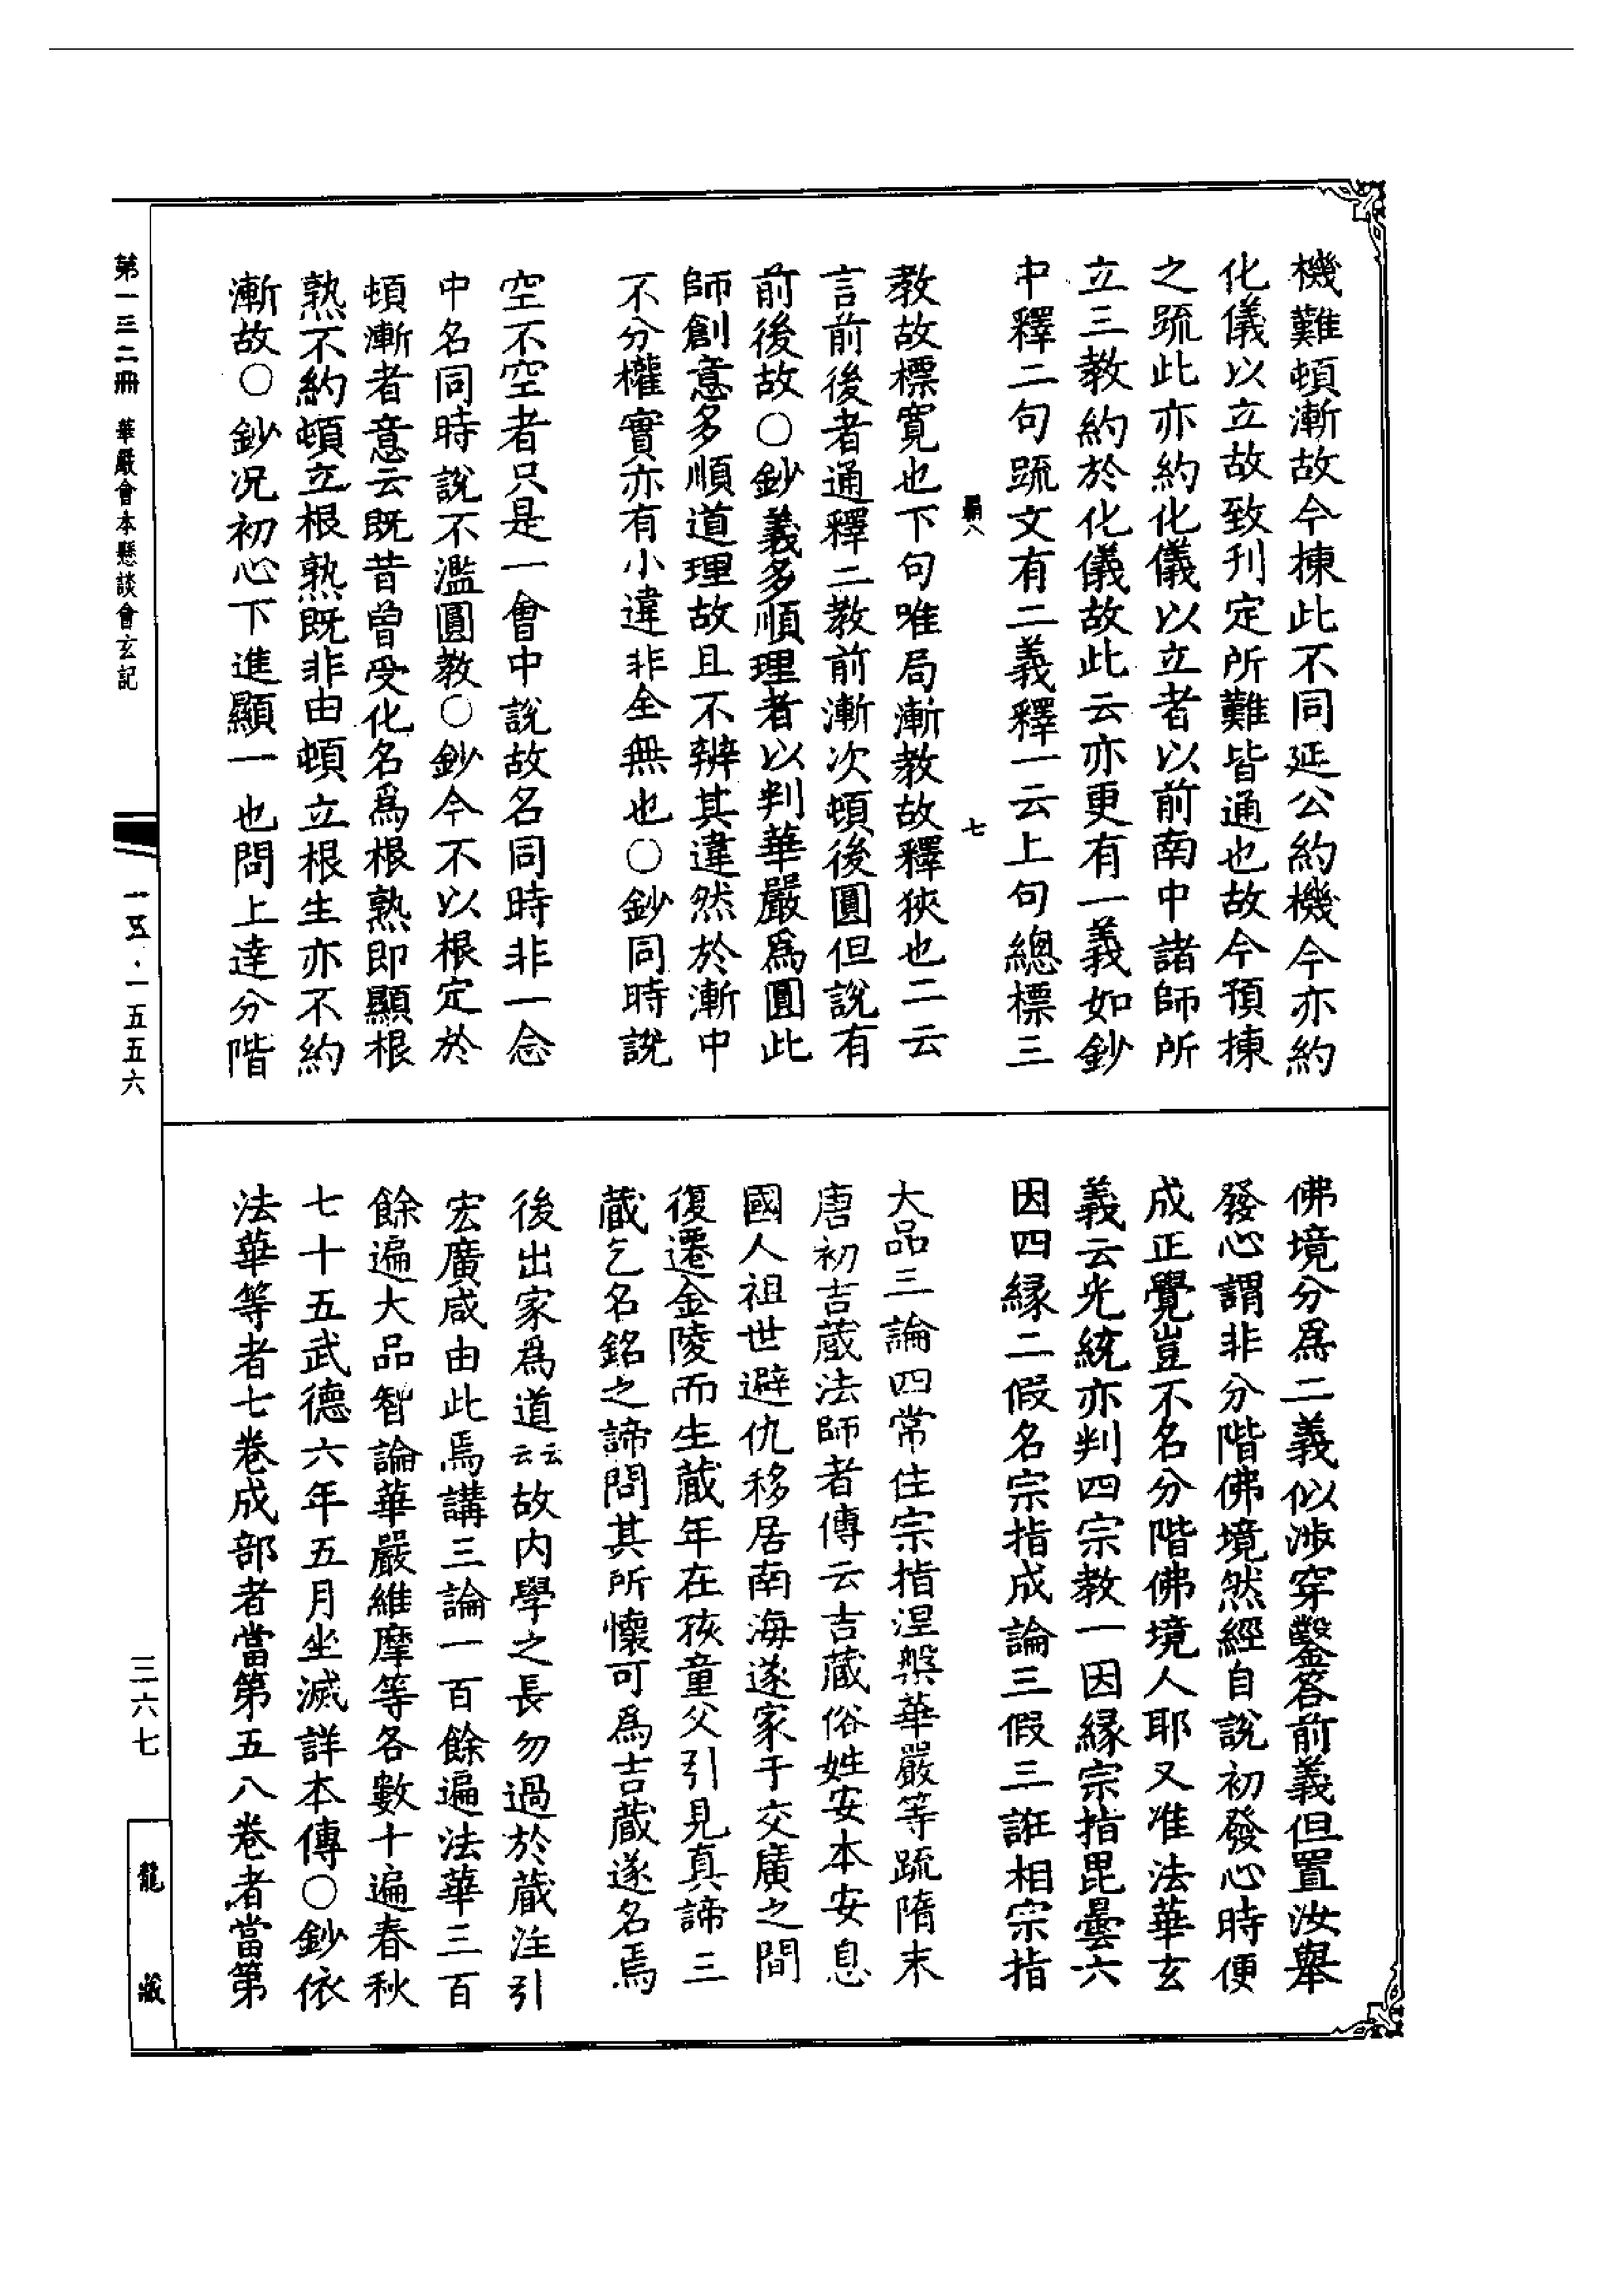 機難頓漸故今揀此不同延公約機今亦約
化儀以立故致刋定所難皆通也故今預揀
之䟽此亦約化儀以立者以前南中諸師所
立三教約於化儀故此云亦更有一義如鈔
中釋二句䟽文有二義釋一云上句總標三
七
教故標寛也下句唯局漸教故釋狹也二云
言前後者通釋二教前漸次頓後圓但說有
前後故〇鈔義多順理者以判華嚴爲圓此
師創意多順道理故且不辨其違然於漸中
不分權實亦有小違非全無也〇鈔同時說
空不空者只是一會中說故名同時非一念
中名同時說不濫圓教〇鈔今不以根定於
頓漸者意云既昔曾受化名爲根熟即顯根
熟不約頓立根熟既非由頓立根生亦不約
漸故〇鈔况初心下進顯一也問上達分階
佛境分爲二義似涉穿鑿答前義但置汝舉
發心謂非分階佛境然經自說初發心時便
成正覺豈不名分階佛境人耶又准法華玄
義云光統亦判四宗教一因縁宗指毘曇六
因四縁二假名宗指成論三假三誑相宗指
大品三論四常住宗指涅槃華嚴等䟽隋末
唐初吉藏法師者傳云吉藏俗姓安本安息
國人祖世避仇移居南海遂家于交廣之間
復遷金陵而生藏年在孩童父引見真諦三
藏乞名銘之諦問其所懷可爲吉藏遂名焉
後出家爲道云云故内學之長勿過於藏注引
宏廣咸由此焉講三論一百餘遍法華三百
餘遍大品智論華嚴維摩等各數十遍春秋
七十五武德六年五月坐滅詳本傳〇鈔依
法華等者七卷成部者當第五八卷者當第
第一三二冊 華嚴會本懸談會玄記
一五·一五五六
三六七
龍藏